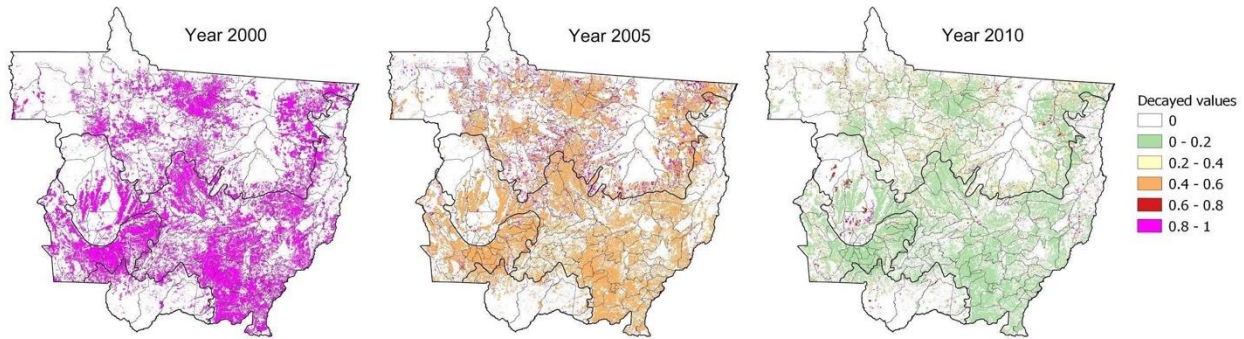 Year 2000
Year 2005
Year 2010
Decayed values
0
0 - 0.2
0.2 - 0.4
0.4 - 0.6
0.6 - 0.8
0.8 - 1